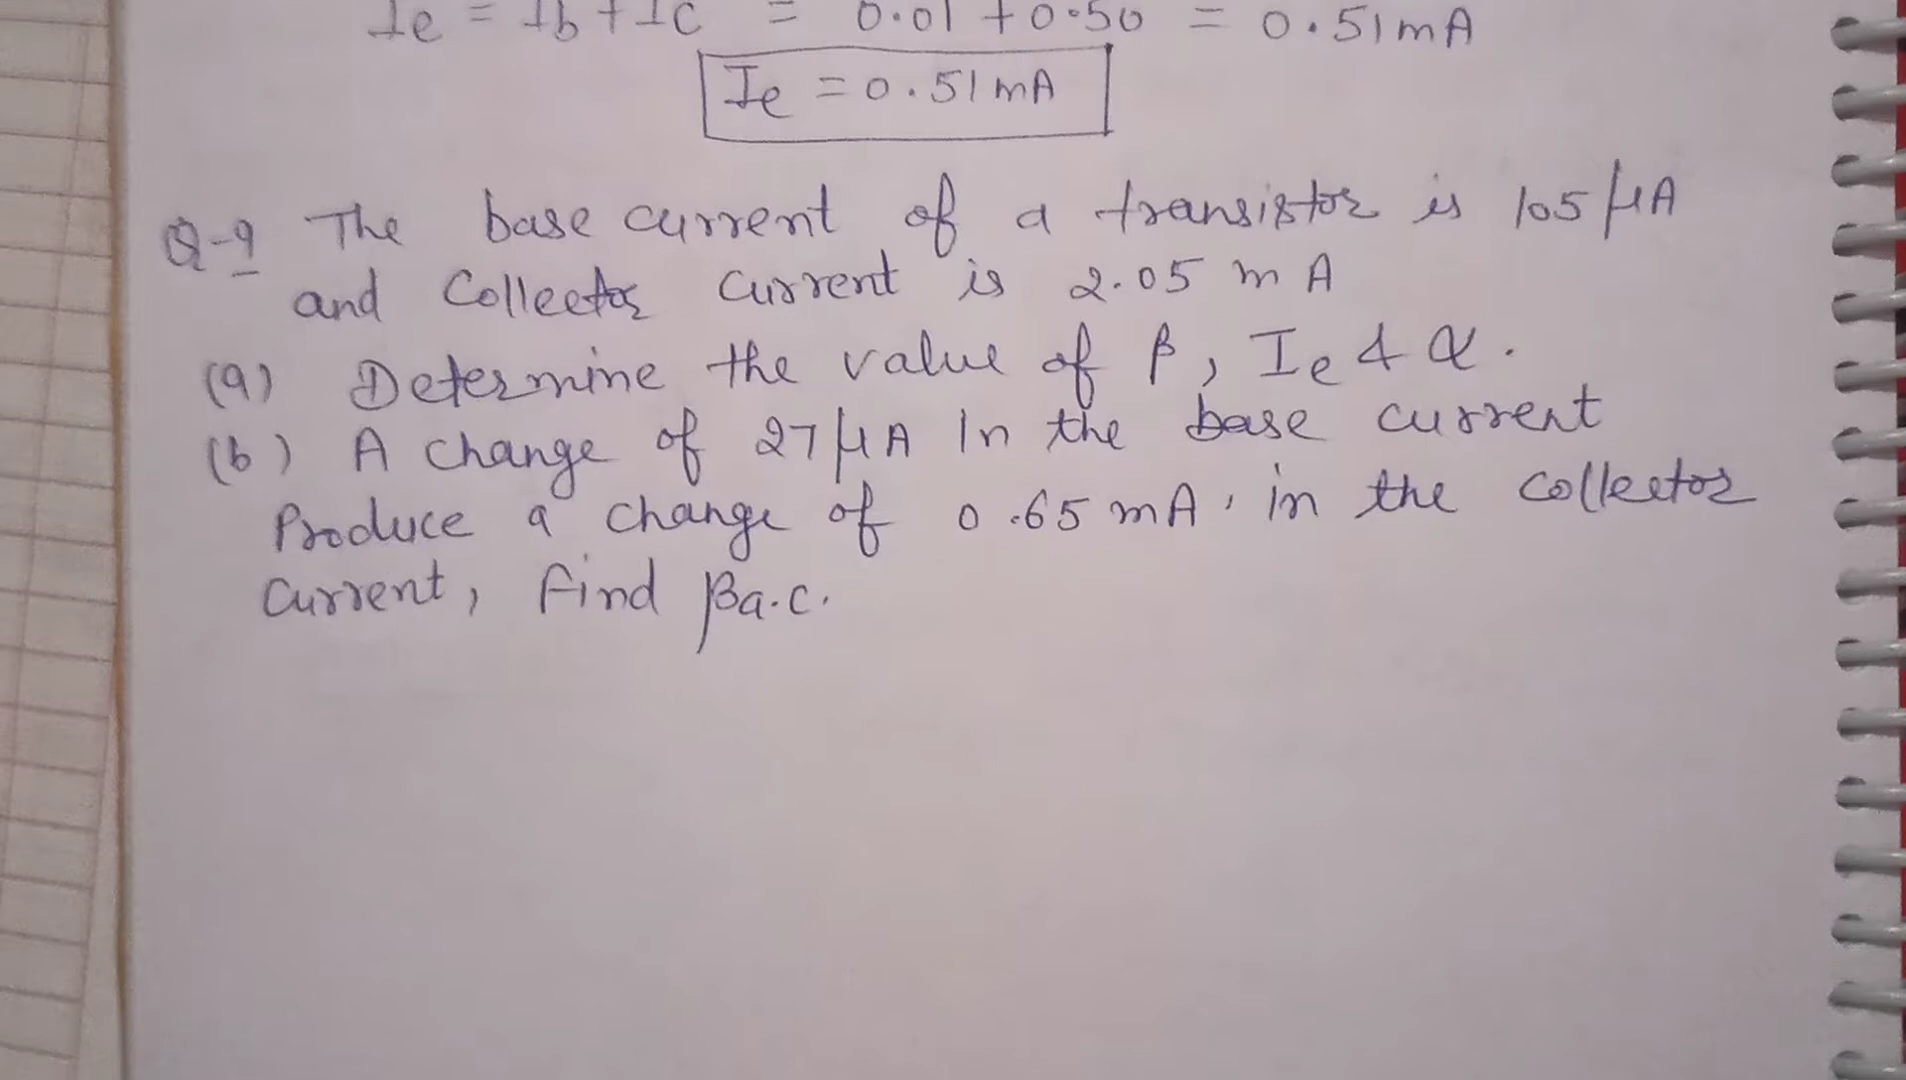 Ie = Ib + Ic = 0.01 + 0.50 = 0.51 mA
Ie = 0.51 mA
Q-9 The base current of a transistor is 105 μA
and Collector current is 2.05 mA
(a) Determine the value of β, Ie & α.
(b) A change of 27 μA in the base current
Produce a change of 0.65 mA. in the collector
current, find βa.c.